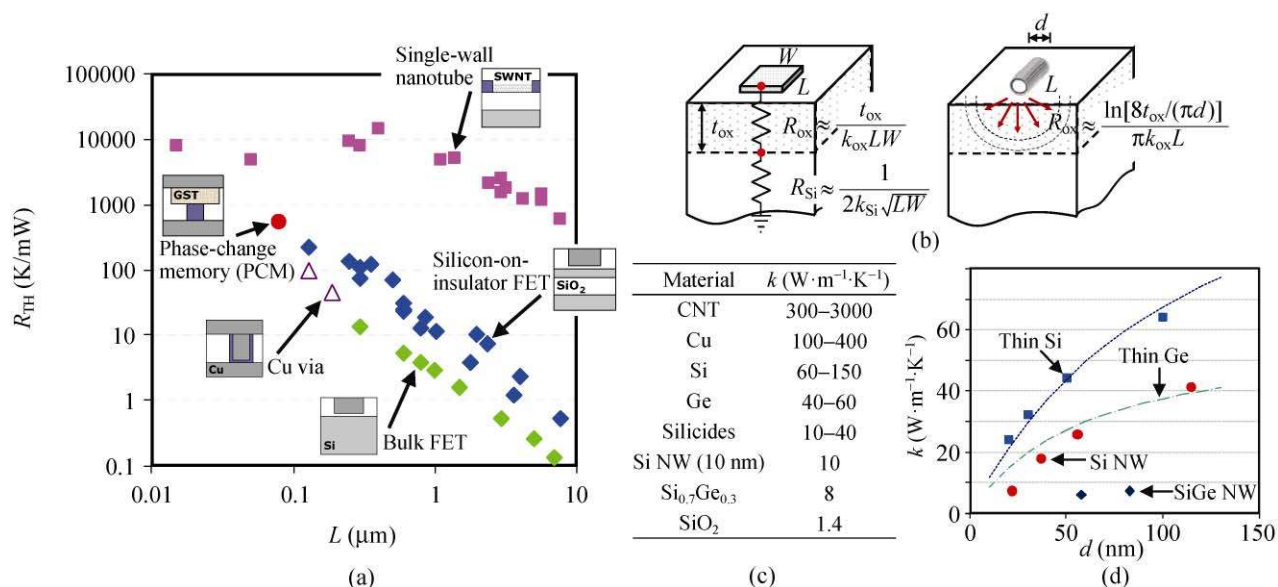 Single-wall
nanotube
SWNT
100000
10000
1000
100
10
1
0.1
0.01
0.1
1
10
R_TH (K/mW)
L (μm)
GST
Phase-change
memory (PCM)
Silicon-on-
insulator FET
SiO₂
Cu
Cu via
Si
Bulk FET
(a)
(c)
W
L
t_ox
R_ox ≈ t_ox / k_ox LW
R_Si ≈ 1 / 2k_Si √LW
d
L
R_ox ≈ ln[8t_ox/(πd)] / πk_ox L
(b)
Material k (W·m⁻¹·K⁻¹)
CNT 300–3000
Cu 100–400
Si 60–150
Ge 40–60
Silicides 10–40
Si NW (10 nm) 10
Si₀.₇Ge₀.₃ 8
SiO₂ 1.4
(c)
k (W·m⁻¹·K⁻¹)
60
40
20
0
0
50
100
150
Thin Si
Thin Ge
Si NW
SiGe NW
d (nm)
(d)